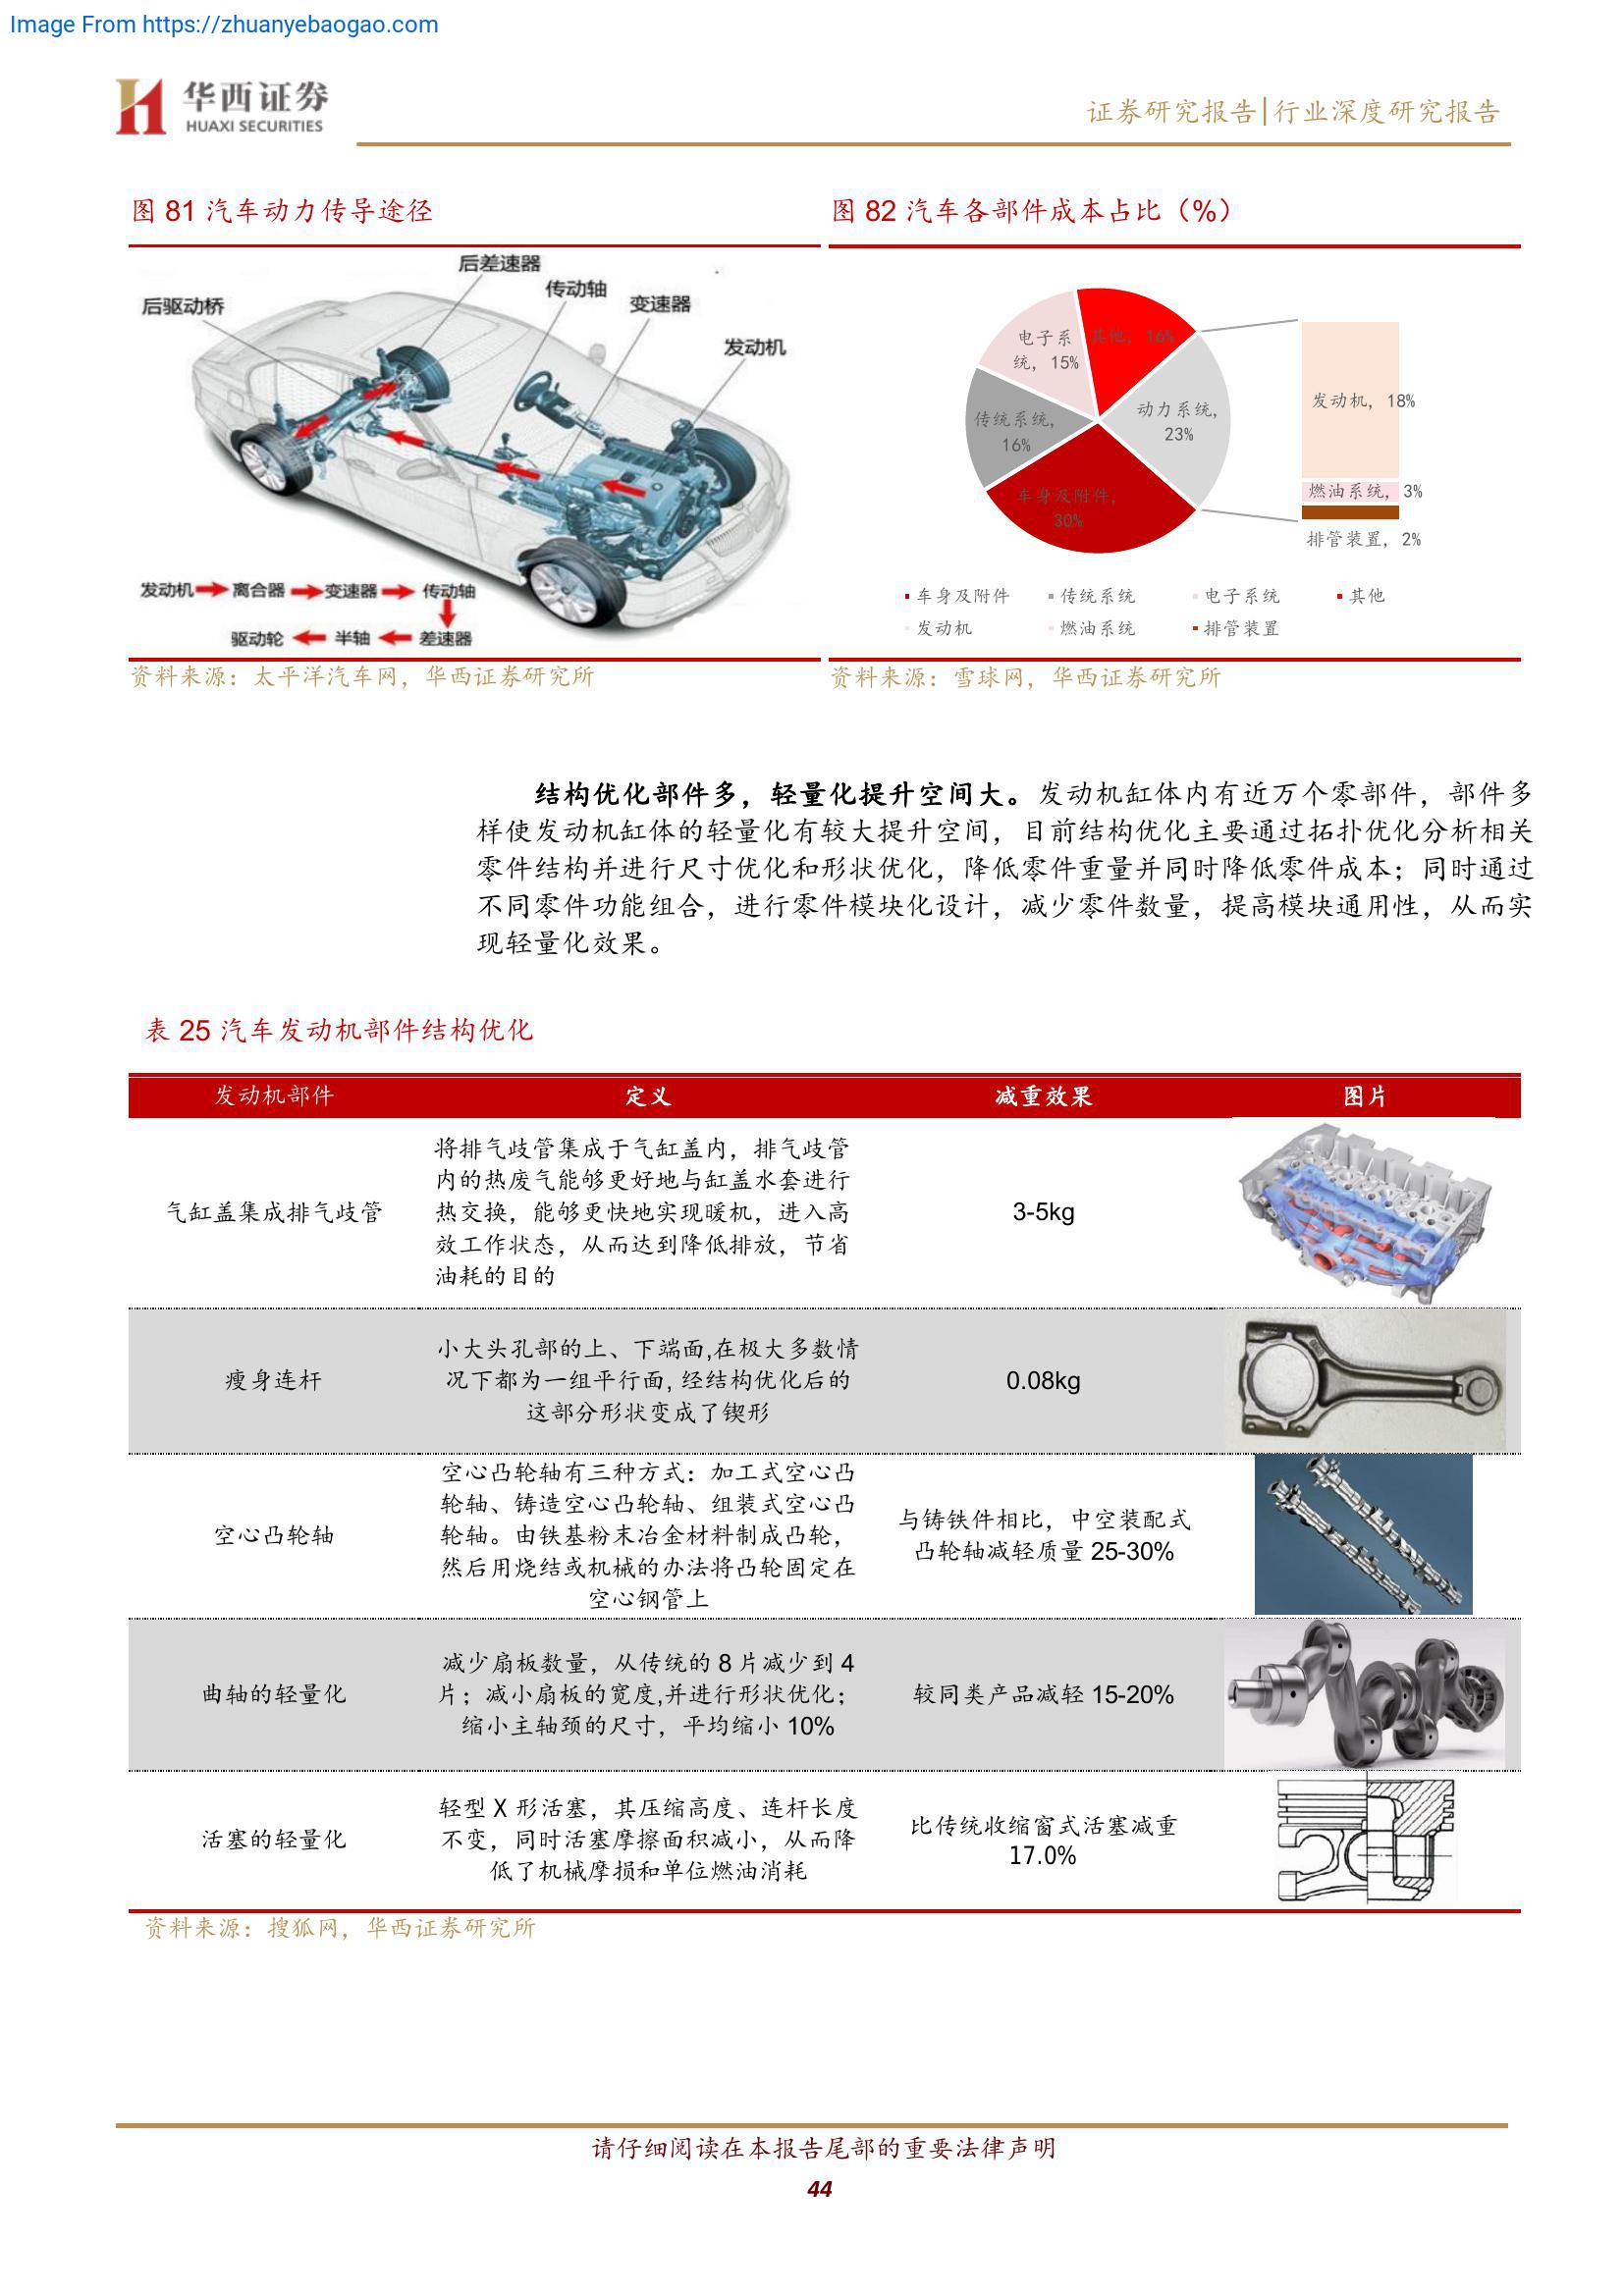 Image From https://zhuanyebaogao.com
华西证券
HUAXI SECURITIES
证券研究报告|行业深度研究报告
图 81 汽车动力传导途径
后差速器
传动轴
后驱动桥
变速器
发动机
发动机 离合器 变速器 传动轴
驱动轮 半轴 差速器
资料来源：太平洋汽车网，华西证券研究所
图 82 汽车各部件成本占比（%）
电子系
统, 15%
其他, 16%
传统系统,
16%
动力系统,
23%
车身及附件,
30%
发动机, 18%
燃油系统, 3%
排管装置, 2%
车身及附件 传统系统 电子系统 其他
发动机 燃油系统 排管装置
资料来源：雪球网，华西证券研究所
结构优化部件多，轻量化提升空间大。发动机缸体内有近万个零部件，部件多
样使发动机缸体的轻量化有较大提升空间，目前结构优化主要通过拓扑优化分析相关
零件结构并进行尺寸优化和形状优化，降低零件重量并同时降低零件成本；同时通过
不同零件功能组合，进行零件模块化设计，减少零件数量，提高模块通用性，从而实
现轻量化效果。
表 25 汽车发动机部件结构优化
发动机部件 定义 减重效果 图片
气缸盖集成排气歧管
将排气歧管集成于气缸盖内，排气歧管
内的热废气能够更好地与缸盖水套进行
热交换，能够更快地实现暖机，进入高
效工作状态，从而达到降低排放，节省
油耗的目的
3-5kg
瘦身连杆
小大头孔部的上、下端面,在极大多数情
况下都为一组平行面, 经结构优化后的
这部分形状变成了锲形
0.08kg
空心凸轮轴
空心凸轮轴有三种方式：加工式空心凸
轮轴、铸造空心凸轮轴、组装式空心凸
轮轴。由铁基粉末冶金材料制成凸轮，
然后用烧结或机械的办法将凸轮固定在
空心钢管上
与铸铁件相比，中空装配式
凸轮轴减轻质量 25-30%
曲轴的轻量化
减少扇板数量，从传统的 8 片减少到 4
片；减小扇板的宽度,并进行形状优化；
缩小主轴颈的尺寸，平均缩小 10%
较同类产品减轻 15-20%
活塞的轻量化
轻型 X 形活塞，其压缩高度、连杆长度
不变，同时活塞摩擦面积减小，从而降
低了机械摩损和单位燃油消耗
比传统收缩窗式活塞减重
17.0%
资料来源：搜狐网，华西证券研究所
请仔细阅读在本报告尾部的重要法律声明
44